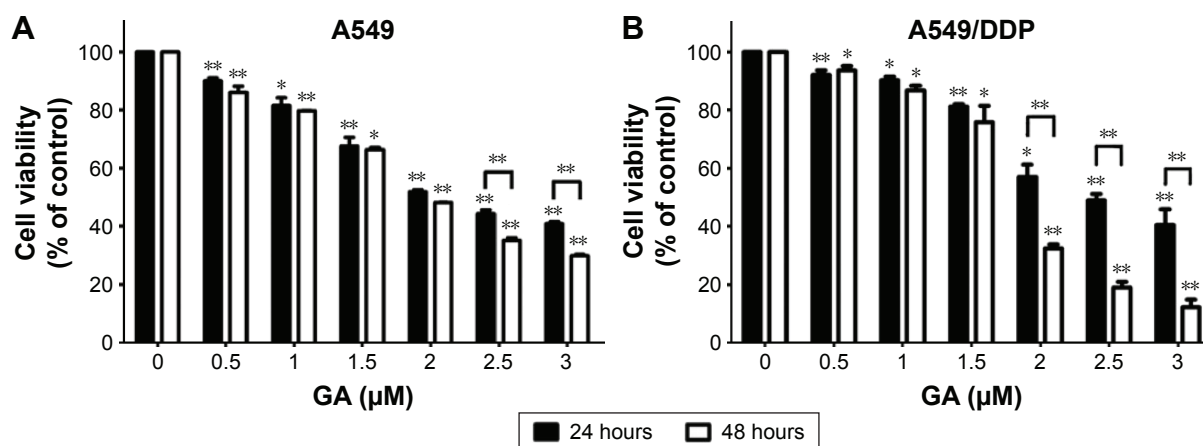 A
A549
Cell viability
(% of control)
100
80
60
40
20
0
** ** * ** ** * ** ** ** ** ** ** ** **
0 0.5 1 1.5 2 2.5 3
GA (μM)
B
A549/DDP
Cell viability
(% of control)
100
80
60
40
20
0
** * * * ** * ** * ** ** ** ** ** ** **
0 0.5 1 1.5 2 2.5 3
GA (μM)
24 hours 48 hours